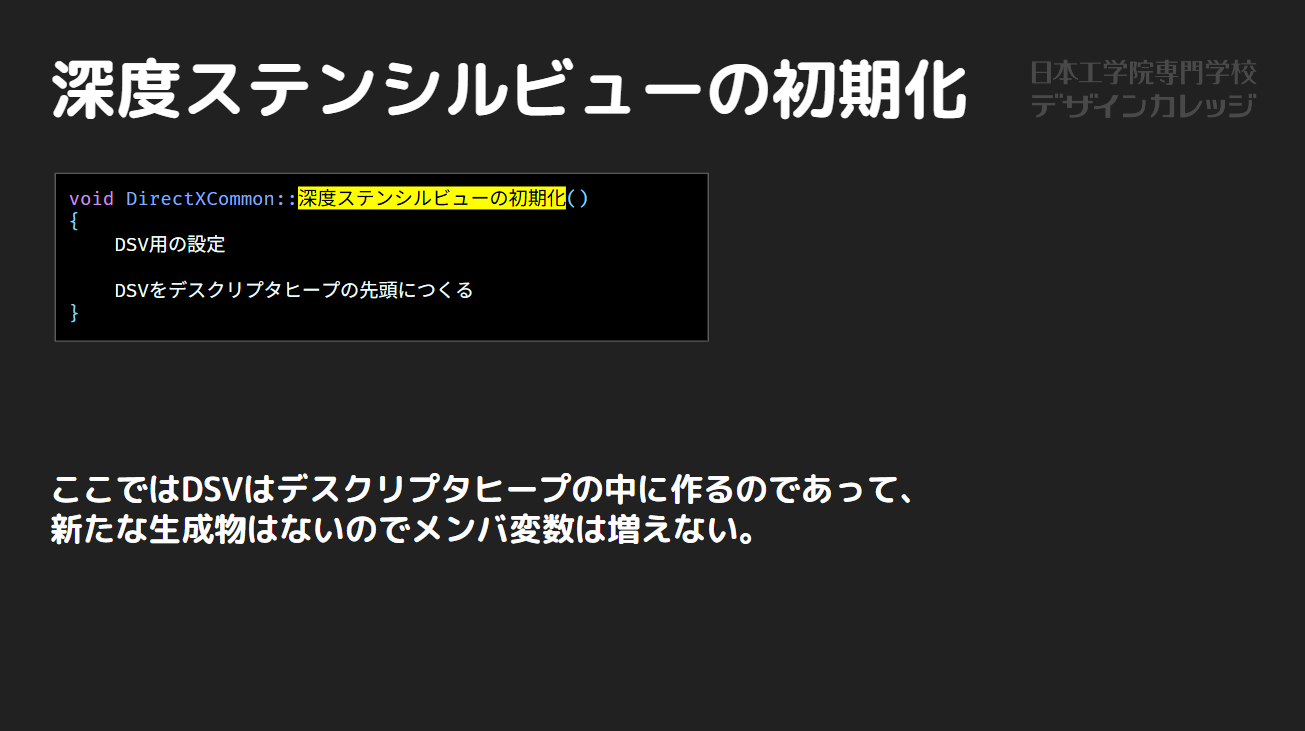 深度ステンシルビューの初期化
日本工学院専門学校
デザインカレッジ
void DirectXCommon::深度ステンシルビューの初期化()
{
    DSV用の設定
    DSVをデスクリプタヒープの先頭につくる
}
ここではDSVはデスクリプタヒープの中に作るのであって、
新たな生成物はないのでメンバ変数は増えない。